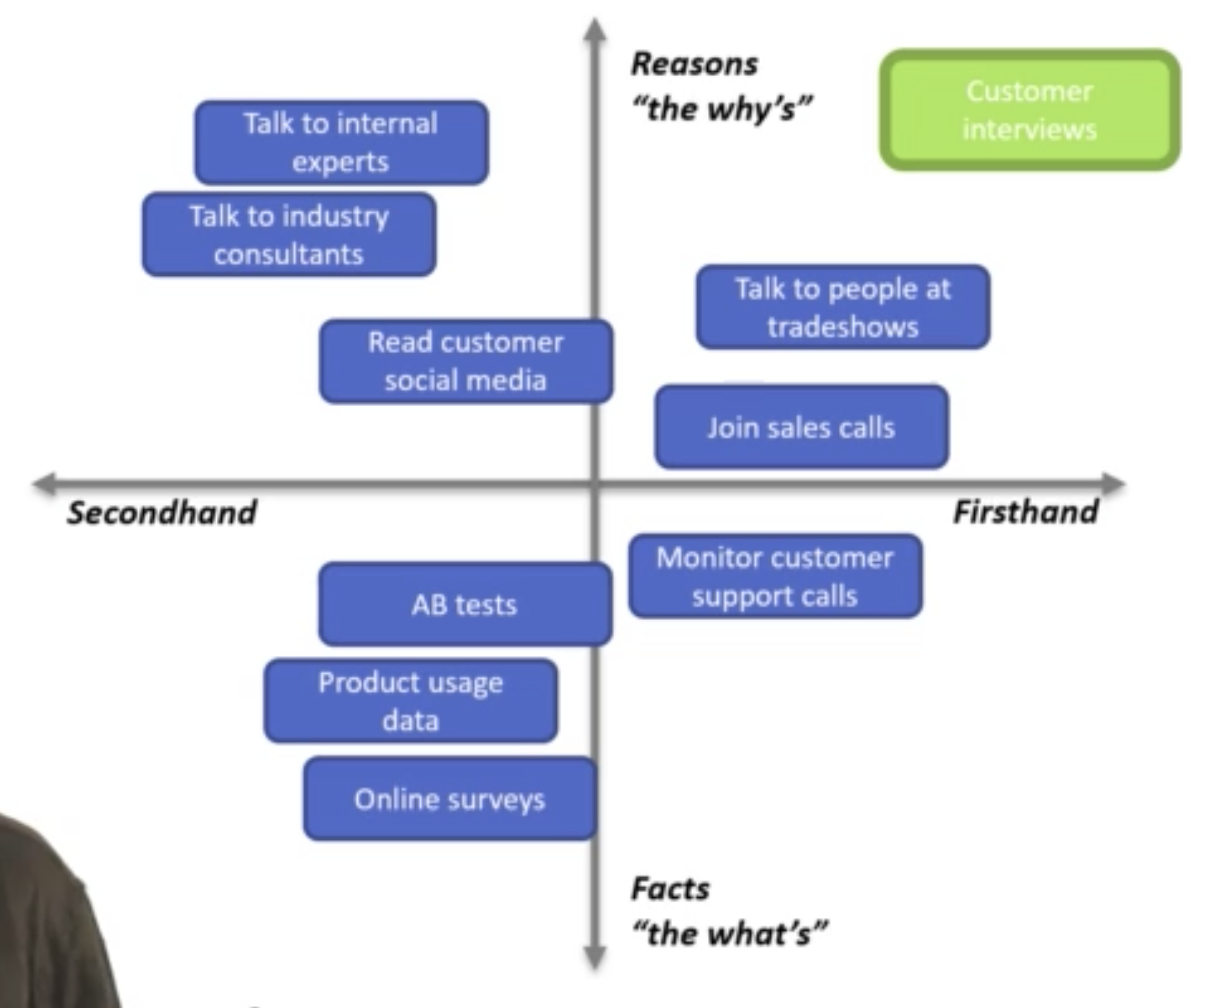 Reasons
“the why’s”
Customer
interviews
Talk to internal
experts
Talk to industry
consultants
Talk to people at
tradeshows
Read customer
social media
Join sales calls
Secondhand
Firsthand
Monitor customer
support calls
AB tests
Product usage
data
Online surveys
Facts
“the what’s”